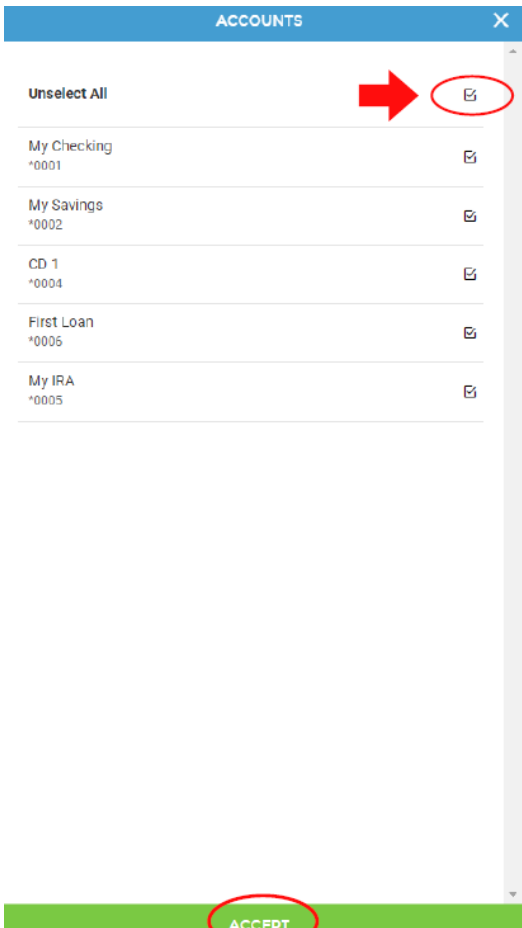 ACCOUNTS
Unselect All
My Checking
*0001
My Savings
*0002
CD 1
*0004
First Loan
*0006
My IRA
*0005
ACCEPT